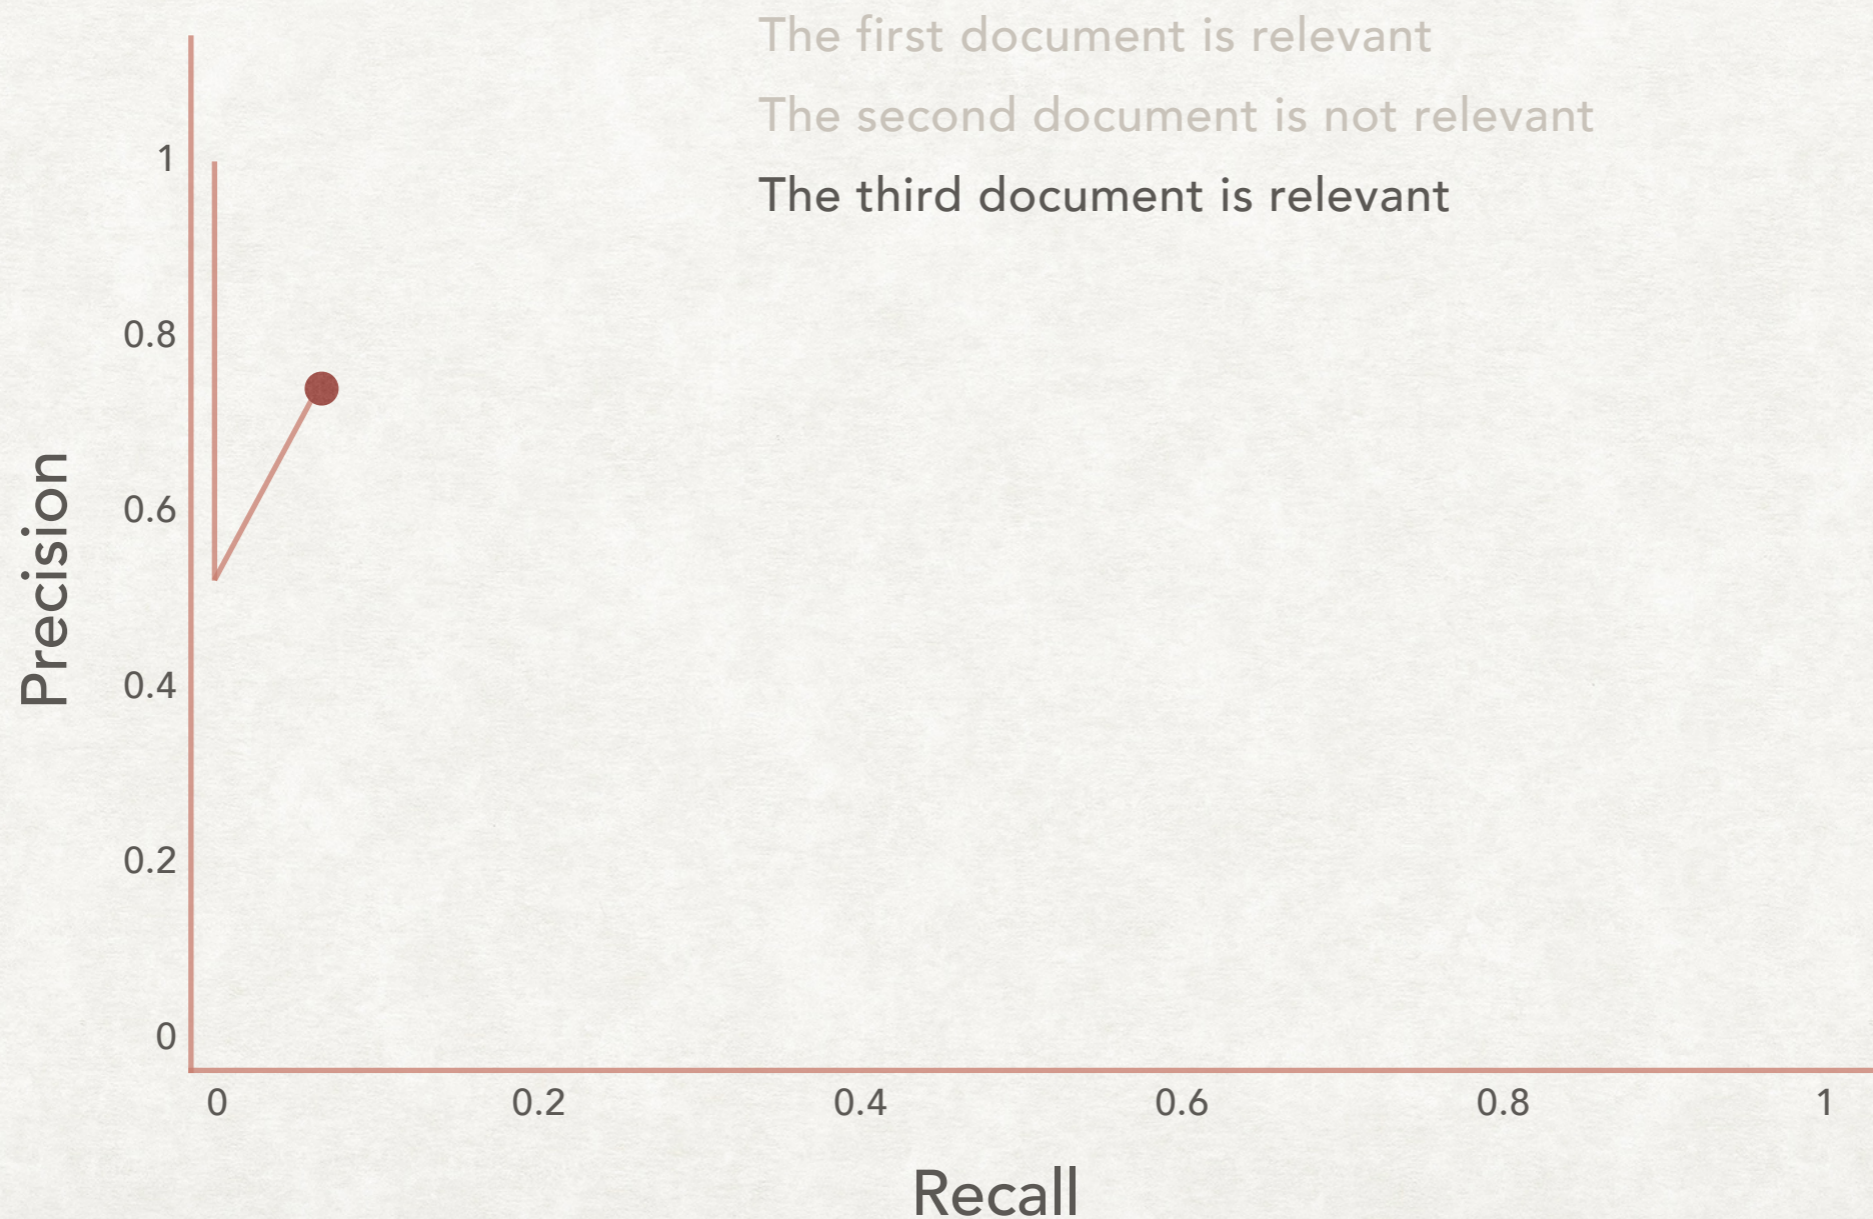 The first document is relevant
The second document is not relevant
The third document is relevant
Precision
1
0.8
0.6
0.4
0.2
0
0 0.2 0.4 0.6 0.8 1
Recall